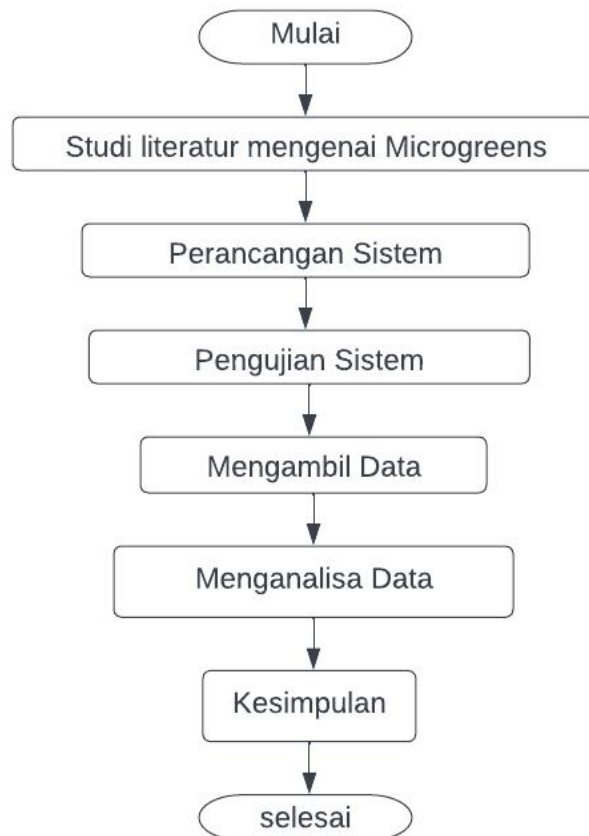 Mulai
Studi literatur mengenai Microgreens
Perancangan Sistem
Pengujian Sistem
Mengambil Data
Menganalisa Data
Kesimpulan
selesai